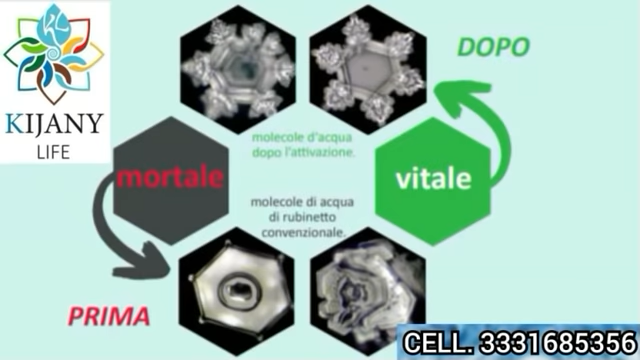 KIJANY
LIFE
DOPO
molecole d'acqua
dopo l'attivazione.
mortale
vitale
molecole di acqua
di rubinetto
convenzionale.
PRIMA
CELL. 3331685356